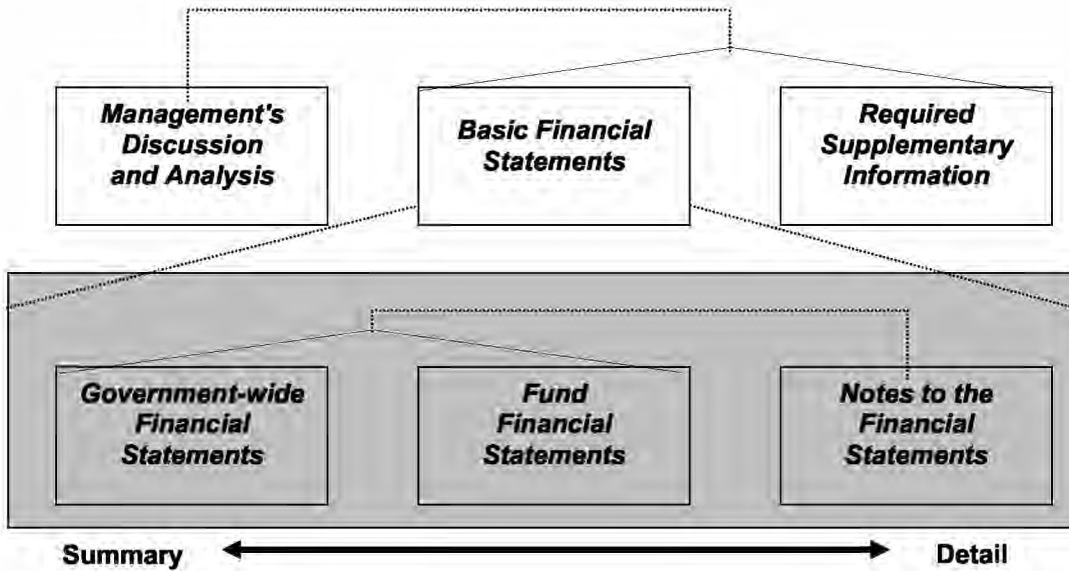 Management's
Discussion
and Analysis
Basic Financial
Statements
Required
Supplementary
Information
Government-wide
Financial
Statements
Fund
Financial
Statements
Notes to the
Financial
Statements
Summary
Detail